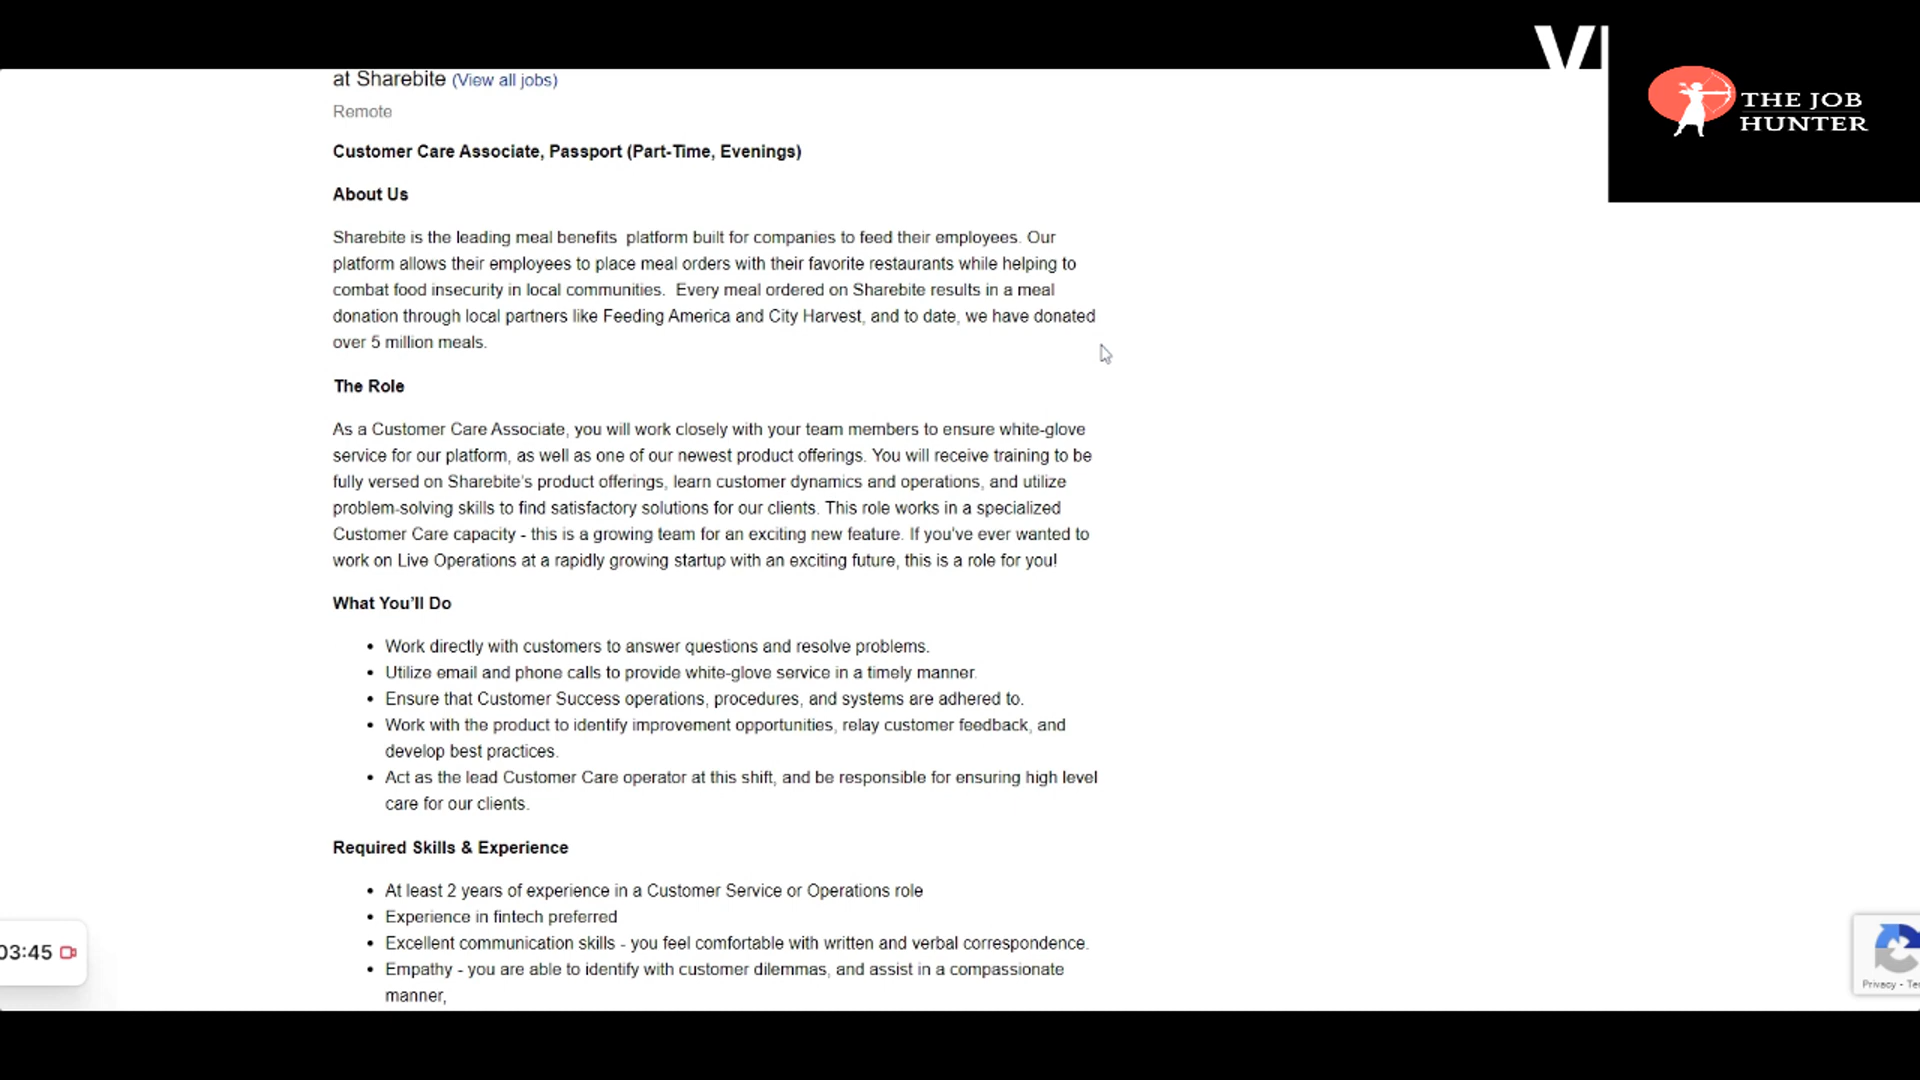 VI
THE JOB
HUNTER
at Sharebite (View all jobs)
Remote
Customer Care Associate, Passport (Part-Time, Evenings)
About Us
Sharebite is the leading meal benefits  platform built for companies to feed their employees. Our
platform allows their employees to place meal orders with their favorite restaurants while helping to
combat food insecurity in local communities.  Every meal ordered on Sharebite results in a meal
donation through local partners like Feeding America and City Harvest, and to date, we have donated
over 5 million meals.
The Role
As a Customer Care Associate, you will work closely with your team members to ensure white-glove
service for our platform, as well as one of our newest product offerings. You will receive training to be
fully versed on Sharebite's product offerings, learn customer dynamics and operations, and utilize
problem-solving skills to find satisfactory solutions for our clients. This role works in a specialized
Customer Care capacity - this is a growing team for an exciting new feature. If you've ever wanted to
work on Live Operations at a rapidly growing startup with an exciting future, this is a role for you!
What You'll Do
• Work directly with customers to answer questions and resolve problems.
• Utilize email and phone calls to provide white-glove service in a timely manner.
• Ensure that Customer Success operations, procedures, and systems are adhered to.
• Work with the product to identify improvement opportunities, relay customer feedback, and
develop best practices.
• Act as the lead Customer Care operator at this shift, and be responsible for ensuring high level
care for our clients.
Required Skills & Experience
• At least 2 years of experience in a Customer Service or Operations role
• Experience in fintech preferred
• Excellent communication skills - you feel comfortable with written and verbal correspondence.
• Empathy - you are able to identify with customer dilemmas, and assist in a compassionate
manner,
03:45
Privacy - Te